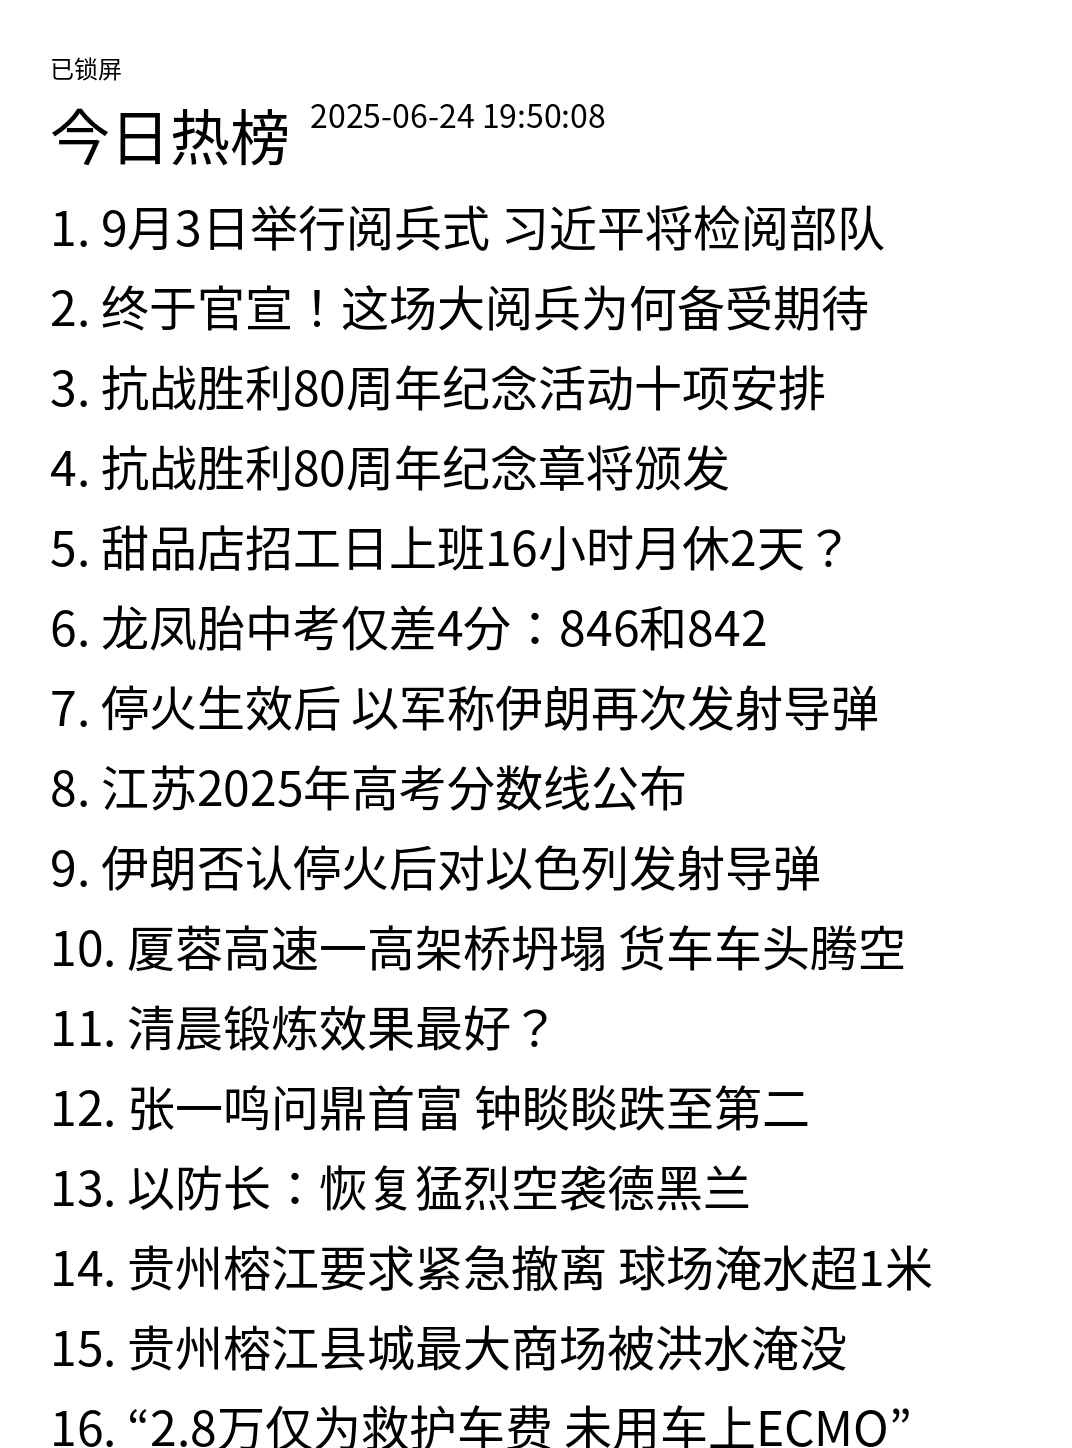 已锁屏
今日热榜 2025-06-24 19:50:08
1. 9月3日举行阅兵式 习近平将检阅部队
2. 终于官宣！这场大阅兵为何备受期待
3. 抗战胜利80周年纪念活动十项安排
4. 抗战胜利80周年纪念章将颁发
5. 甜品店招工日上班16小时月休2天？
6. 龙凤胎中考仅差4分：846和842
7. 停火生效后 以军称伊朗再次发射导弹
8. 江苏2025年高考分数线公布
9. 伊朗否认停火后对以色列发射导弹
10. 厦蓉高速一高架桥坍塌 货车车头腾空
11. 清晨锻炼效果最好？
12. 张一鸣问鼎首富 钟睒睒跌至第二
13. 以防长：恢复猛烈空袭德黑兰
14. 贵州榕江要求紧急撤离 球场淹水超1米
15. 贵州榕江县城最大商场被洪水淹没
16. “2.8万仅为救护车费 未用车上ECMO”